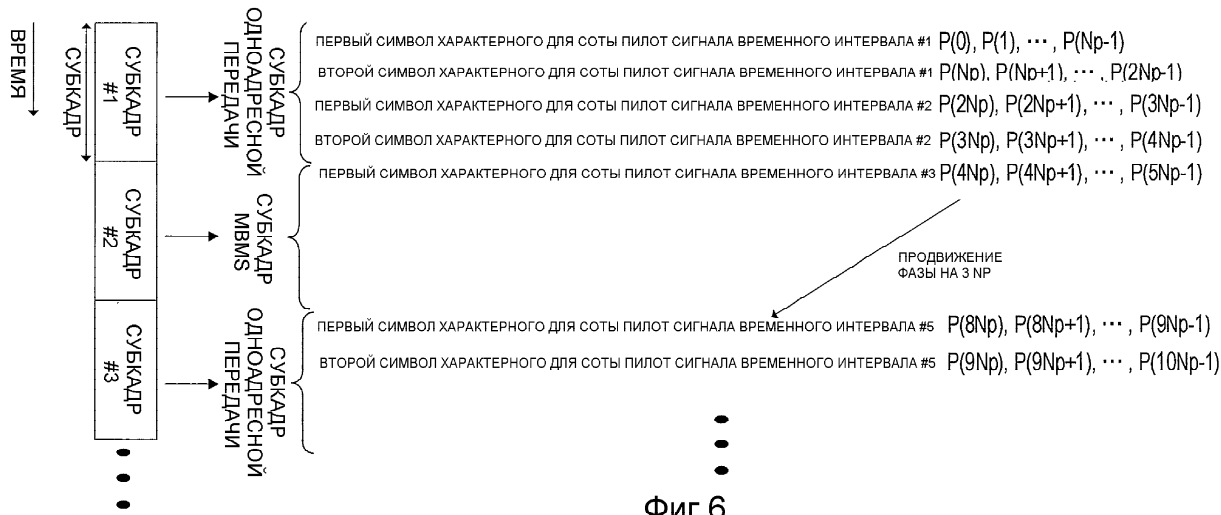 ВРЕМЯ
СУБКАДР
СУБКАДР
#1
СУБКАДР
ОДНОАДРЕСНОЙ
ПЕРЕДАЧИ
ПЕРВЫЙ СИМВОЛ ХАРАКТЕРНОГО ДЛЯ СОТЫ ПИЛОТ СИГНАЛА ВРЕМЕННОГО ИНТЕРВАЛА #1 P(0), P(1), ··· , P(Np-1)
ВТОРОЙ СИМВОЛ ХАРАКТЕРНОГО ДЛЯ СОТЫ ПИЛОТ СИГНАЛА ВРЕМЕННОГО ИНТЕРВАЛА #1 P(Np), P(Np+1), ··· , P(2Np-1)
ПЕРВЫЙ СИМВОЛ ХАРАКТЕРНОГО ДЛЯ СОТЫ ПИЛОТ СИГНАЛА ВРЕМЕННОГО ИНТЕРВАЛА #2 P(2Np), P(2Np+1), ··· , P(3Np-1)
ВТОРОЙ СИМВОЛ ХАРАКТЕРНОГО ДЛЯ СОТЫ ПИЛОТ СИГНАЛА ВРЕМЕННОГО ИНТЕРВАЛА #2 P(3Np), P(3Np+1), ··· , P(4Np-1)
СУБКАДР
#2
СУБКАДР
MBMS
ПЕРВЫЙ СИМВОЛ ХАРАКТЕРНОГО ДЛЯ СОТЫ ПИЛОТ СИГНАЛА ВРЕМЕННОГО ИНТЕРВАЛА #3 P(4Np), P(4Np+1), ··· , P(5Np-1)
ПРОДВИЖЕНИЕ
ФАЗЫ НА 3 NP
СУБКАДР
#3
СУБКАДР
ОДНОАДРЕСНОЙ
ПЕРЕДАЧИ
ПЕРВЫЙ СИМВОЛ ХАРАКТЕРНОГО ДЛЯ СОТЫ ПИЛОТ СИГНАЛА ВРЕМЕННОГО ИНТЕРВАЛА #5 P(8Np), P(8Np+1), ··· , P(9Np-1)
ВТОРОЙ СИМВОЛ ХАРАКТЕРНОГО ДЛЯ СОТЫ ПИЛОТ СИГНАЛА ВРЕМЕННОГО ИНТЕРВАЛА #5 P(9Np), P(9Np+1), ··· , P(10Np-1)
Фиг.6